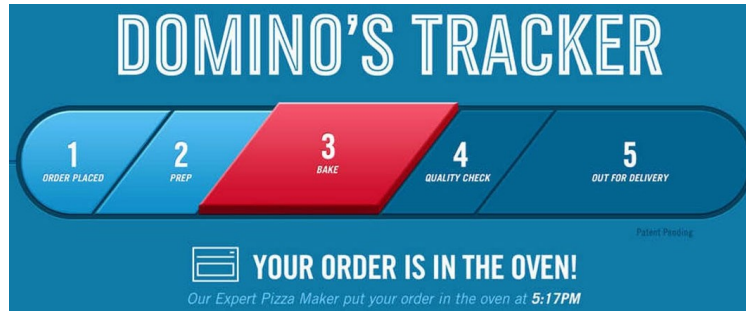 DOMINO'S TRACKER
1
ORDER PLACED
2
PREP
3
BAKE
4
QUALITY CHECK
5
OUT FOR DELIVERY
Patent Pending
YOUR ORDER IS IN THE OVEN!
Our Expert Pizza Maker put your order in the oven at 5:17PM